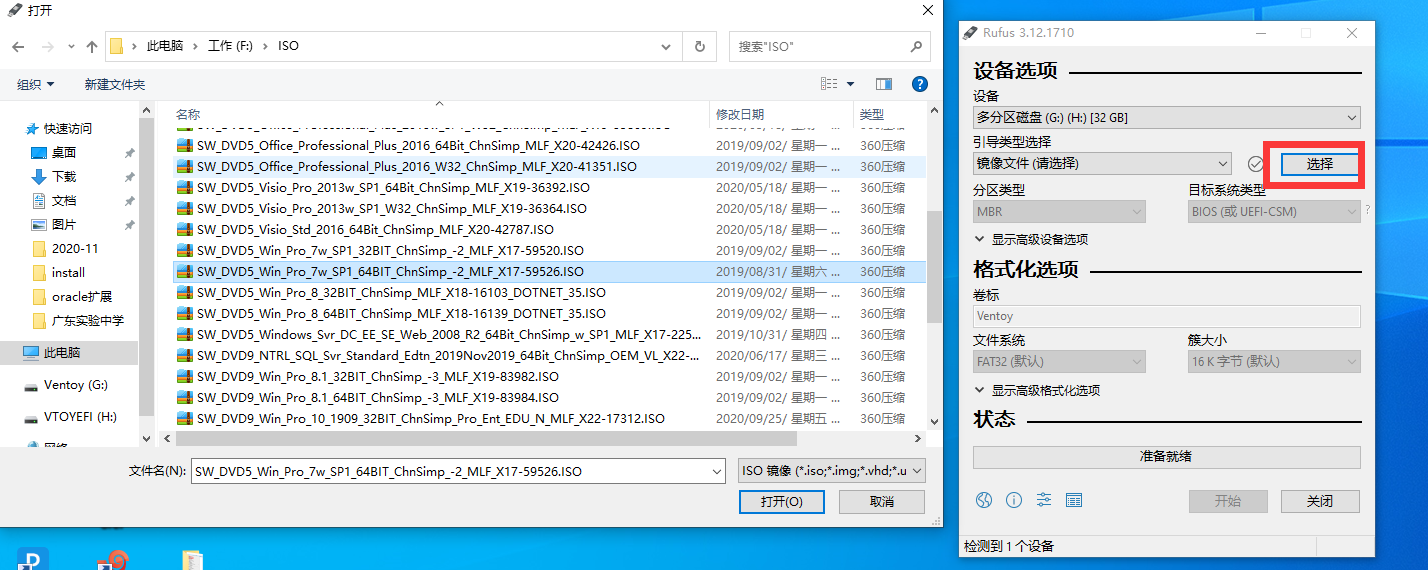 打开
此电脑 工作 (F:) ISO
搜索"ISO"
组织 新建文件夹
快速访问
桌面
下载
文档
图片
2020-11
install
oracle扩展
广东实验中学
此电脑
Ventoy (G:)
VTOYEFI (H:)
名称 修改日期 类型
SW_DVD5_Office_Professional_Plus_2016_64Bit_ChnSimp_MLF_X20-42426.ISO 2019/09/02/ 星期一 ... 360压缩
SW_DVD5_Office_Professional_Plus_2016_W32_ChnSimp_MLF_X20-41351.ISO 2019/09/02/ 星期一 ... 360压缩
SW_DVD5_Visio_Pro_2013w_SP1_64Bit_ChnSimp_MLF_X19-36392.ISO 2020/05/18/ 星期一 ... 360压缩
SW_DVD5_Visio_Pro_2013w_SP1_W32_ChnSimp_MLF_X19-36364.ISO 2020/05/18/ 星期一 ... 360压缩
SW_DVD5_Visio_Std_2016_64Bit_ChnSimp_MLF_X20-42787.ISO 2020/05/18/ 星期一 ... 360压缩
SW_DVD5_Win_Pro_7w_SP1_32BIT_ChnSimp_-2_MLF_X17-59520.ISO 2019/09/02/ 星期一 ... 360压缩
SW_DVD5_Win_Pro_7w_SP1_64BIT_ChnSimp_-2_MLF_X17-59526.ISO 2019/08/31/ 星期六 ... 360压缩
SW_DVD5_Win_Pro_8_32BIT_ChnSimp_MLF_X18-16103_DOTNET_35.ISO 2019/09/02/ 星期一 ... 360压缩
SW_DVD5_Win_Pro_8_64BIT_ChnSimp_MLF_X18-16139_DOTNET_35.ISO 2019/09/02/ 星期一 ... 360压缩
SW_DVD5_Windows_Svr_DC_EE_SE_Web_2008_R2_64Bit_ChnSimp_w_SP1_MLF_X17-225... 2019/10/31/ 星期四 ... 360压缩
SW_DVD9_NTRL_SQL_Svr_Standard_Edtn_2019Nov2019_64Bit_ChnSimp_OEM_VL_X22-... 2020/06/17/ 星期三 ... 360压缩
SW_DVD9_Win_Pro_8.1_32BIT_ChnSimp_-3_MLF_X19-83982.ISO 2019/09/02/ 星期一 ... 360压缩
SW_DVD9_Win_Pro_8.1_64BIT_ChnSimp_-3_MLF_X19-83984.ISO 2019/09/02/ 星期一 ... 360压缩
SW_DVD9_Win_Pro_10_1909_32BIT_ChnSimp_Pro_Ent_EDU_N_MLF_X22-17312.ISO 2020/09/25/ 星期五 ... 360压缩
文件名(N): SW_DVD5_Win_Pro_7w_SP1_64BIT_ChnSimp_-2_MLF_X17-59526.ISO ISO 镜像 (*.iso;*.img;*.vhd;*.u
打开(O) 取消
Rufus 3.12.1710
设备选项
设备
多分区磁盘 (G:) (H:) [32 GB]
引导类型选择
镜像文件 (请选择) 选择
分区类型 目标系统类型
MBR BIOS (或 UEFI-CSM) ?
显示高级设备选项
格式化选项
卷标
Ventoy
文件系统 簇大小
FAT32 (默认) 16 K 字节 (默认)
显示高级格式化选项
状态
准备就绪
开始 关闭
检测到 1 个设备